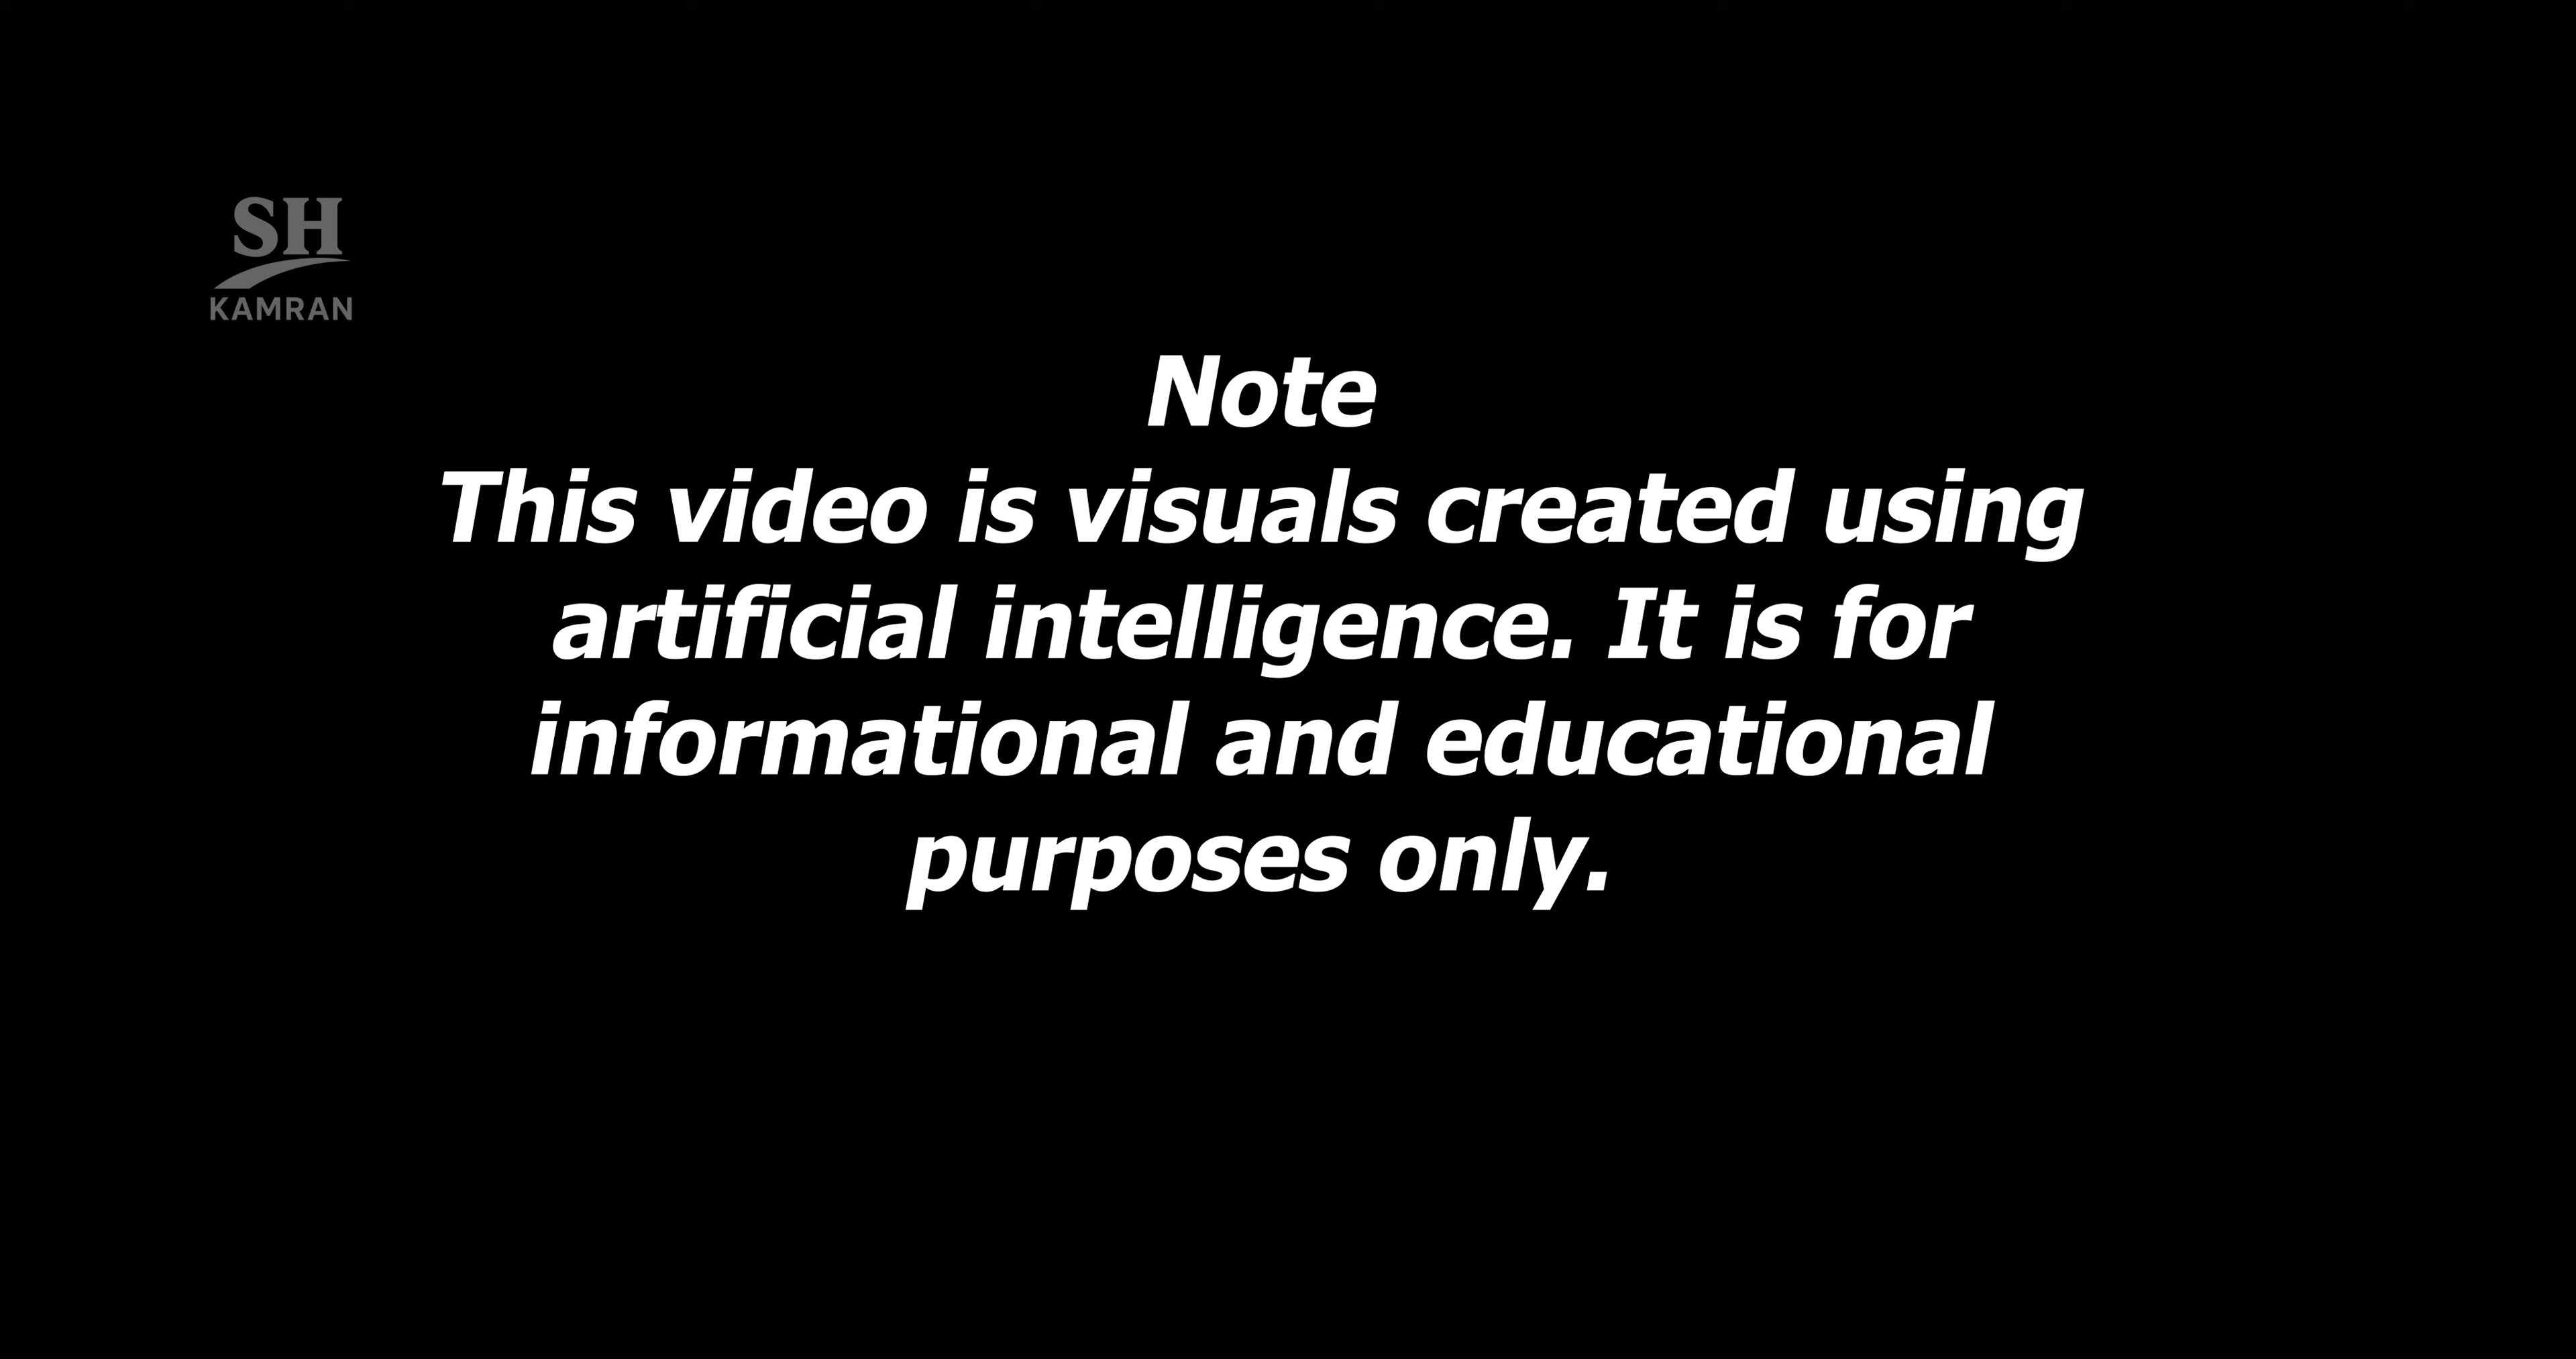 SH
KAMRAN
Note
This video is visuals created using
artificial intelligence. It is for
informational and educational
purposes only.